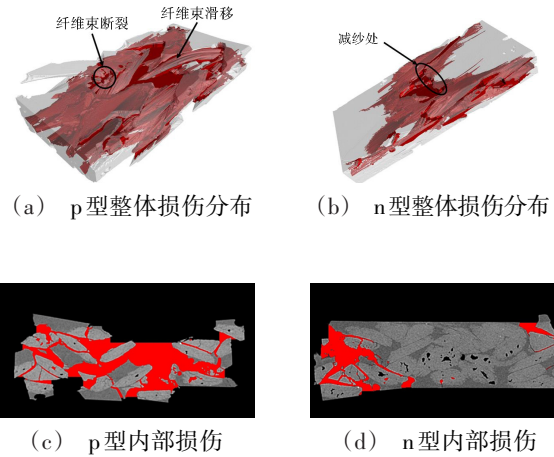 纤维束断裂
纤维束滑移
减纱处
(a) p型整体损伤分布
(b) n型整体损伤分布
(c) p型内部损伤
(d) n型内部损伤